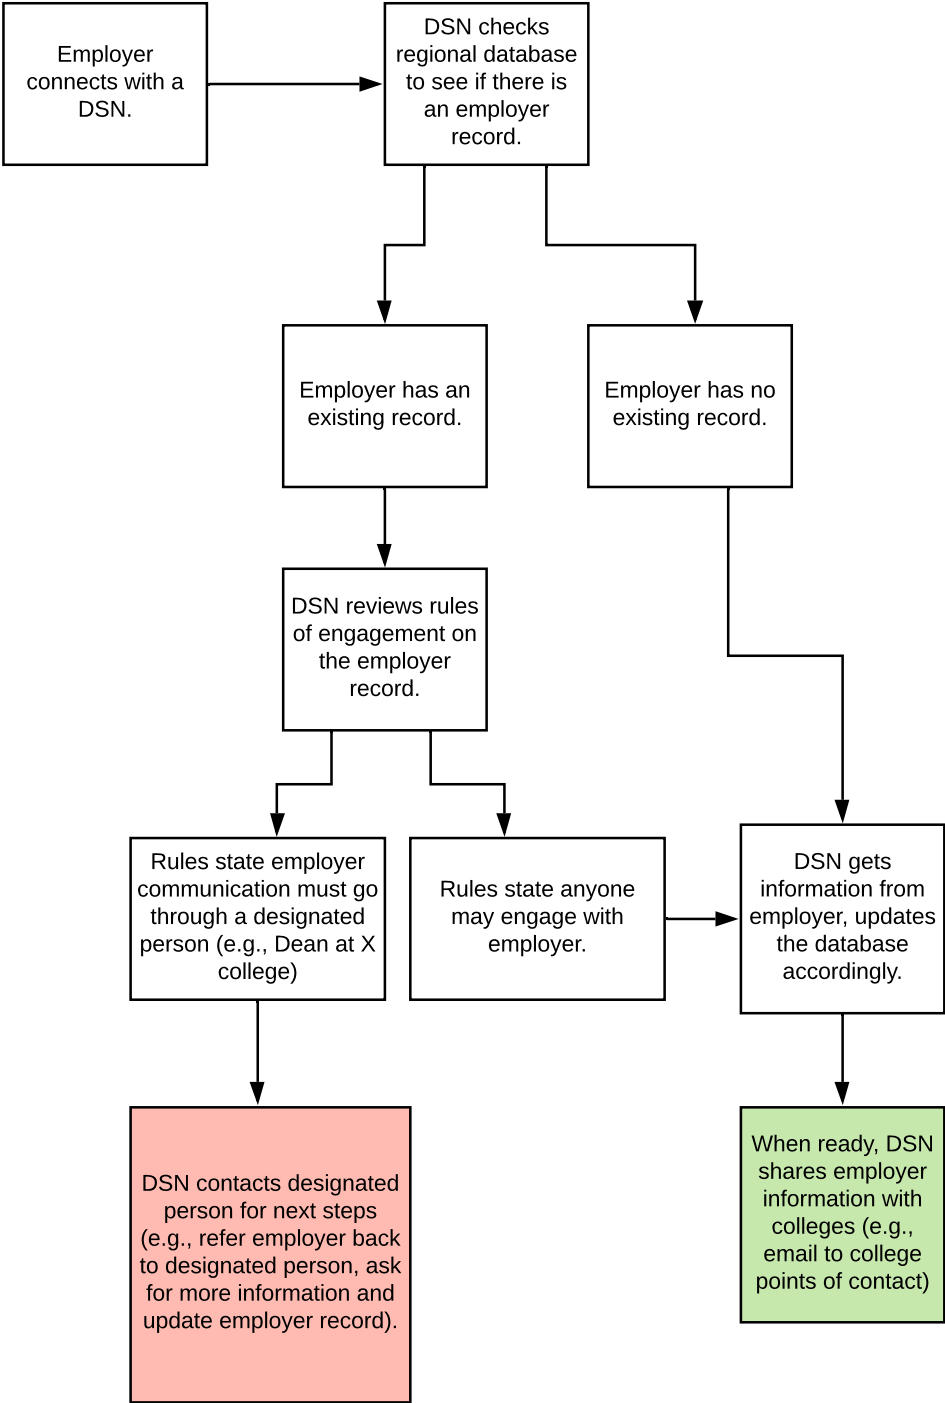 Employer
connects with a
DSN.
DSN checks
regional database
to see if there is
an employer
record.
Employer has an
existing record.
Employer has no
existing record.
DSN reviews rules
of engagement on
the employer
record.
Rules state employer
communication must go
through a designated
person (e.g., Dean at X
college)
Rules state anyone
may engage with
employer.
DSN gets
information from
employer, updates
the database
accordingly.
DSN contacts designated
person for next steps
(e.g., refer employer back
to designated person, ask
for more information and
update employer record).
When ready, DSN
shares employer
information with
colleges (e.g.,
email to college
points of contact)